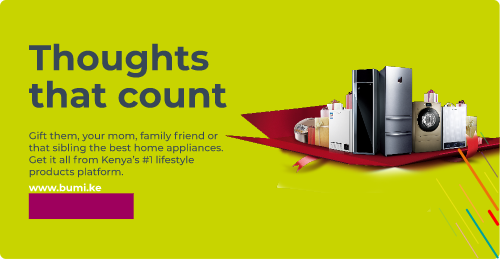 Thoughts
that count
Gift them, your mom, family friend or
that sibling the best home appliances.
Get it all from Kenya's #1 lifestyle
products platform.
www.bumi.ke